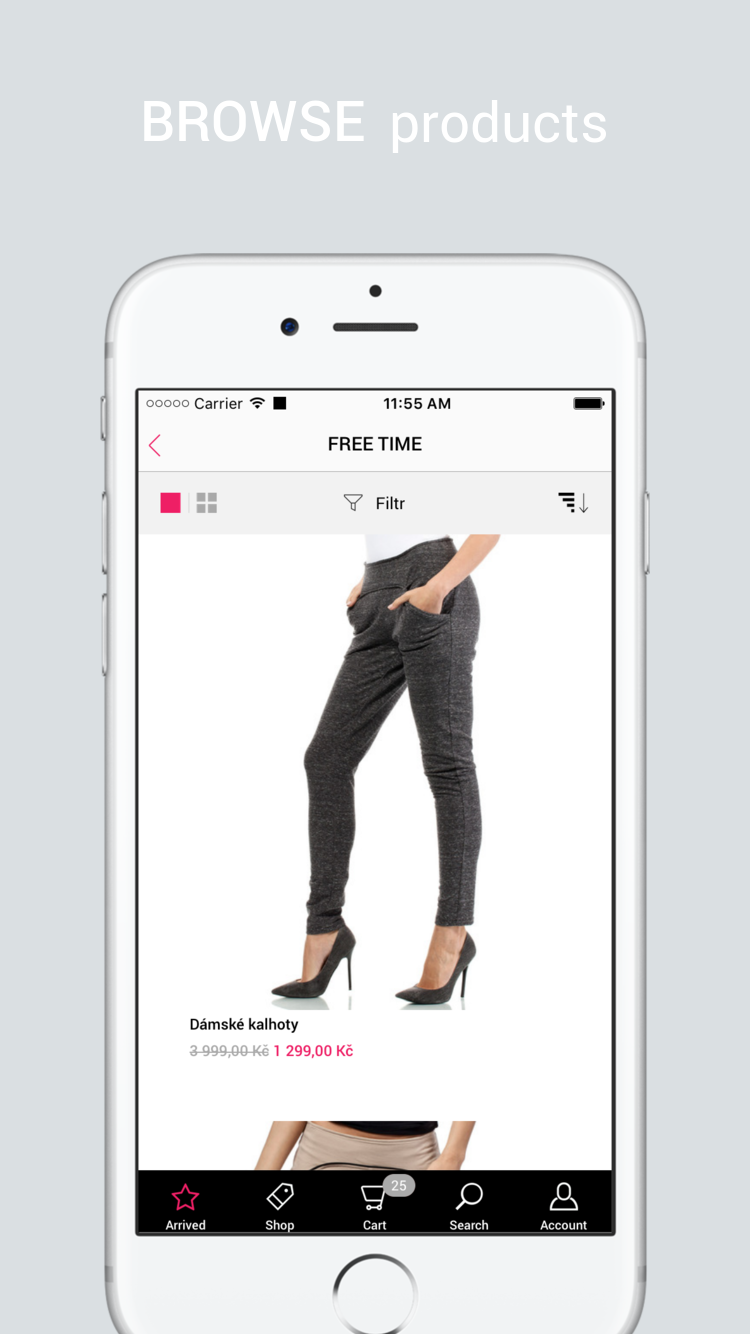 BROWSE products
Carrier 11:55 AM
FREE TIME
Filtr
Dámské kalhoty
3 999,00 Kč 1 299,00 Kč
25
Arrived Shop Cart Search Account